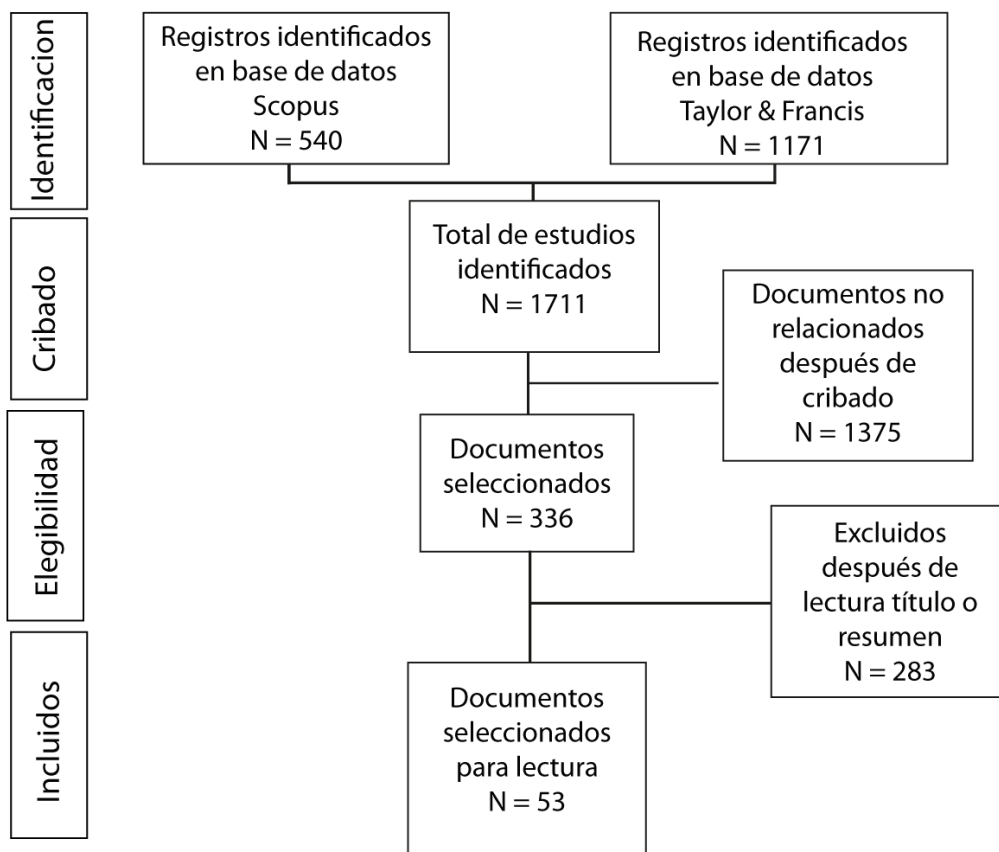 Identificacion
Registros identificados
en base de datos
Scopus
N = 540
Registros identificados
en base de datos
Taylor & Francis
N = 1171
Cribado
Total de estudios
identificados
N = 1711
Documentos no
relacionados
después de
cribado
N = 1375
Elegibilidad
Documentos
seleccionados
N = 336
Excluidos
después de
lectura título o
resumen
N = 283
Incluidos
Documentos
seleccionados
para lectura
N = 53